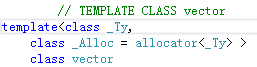 // TEMPLATE CLASS vector
template<class _Ty,
class _Alloc = allocator<_Ty> >
class vector